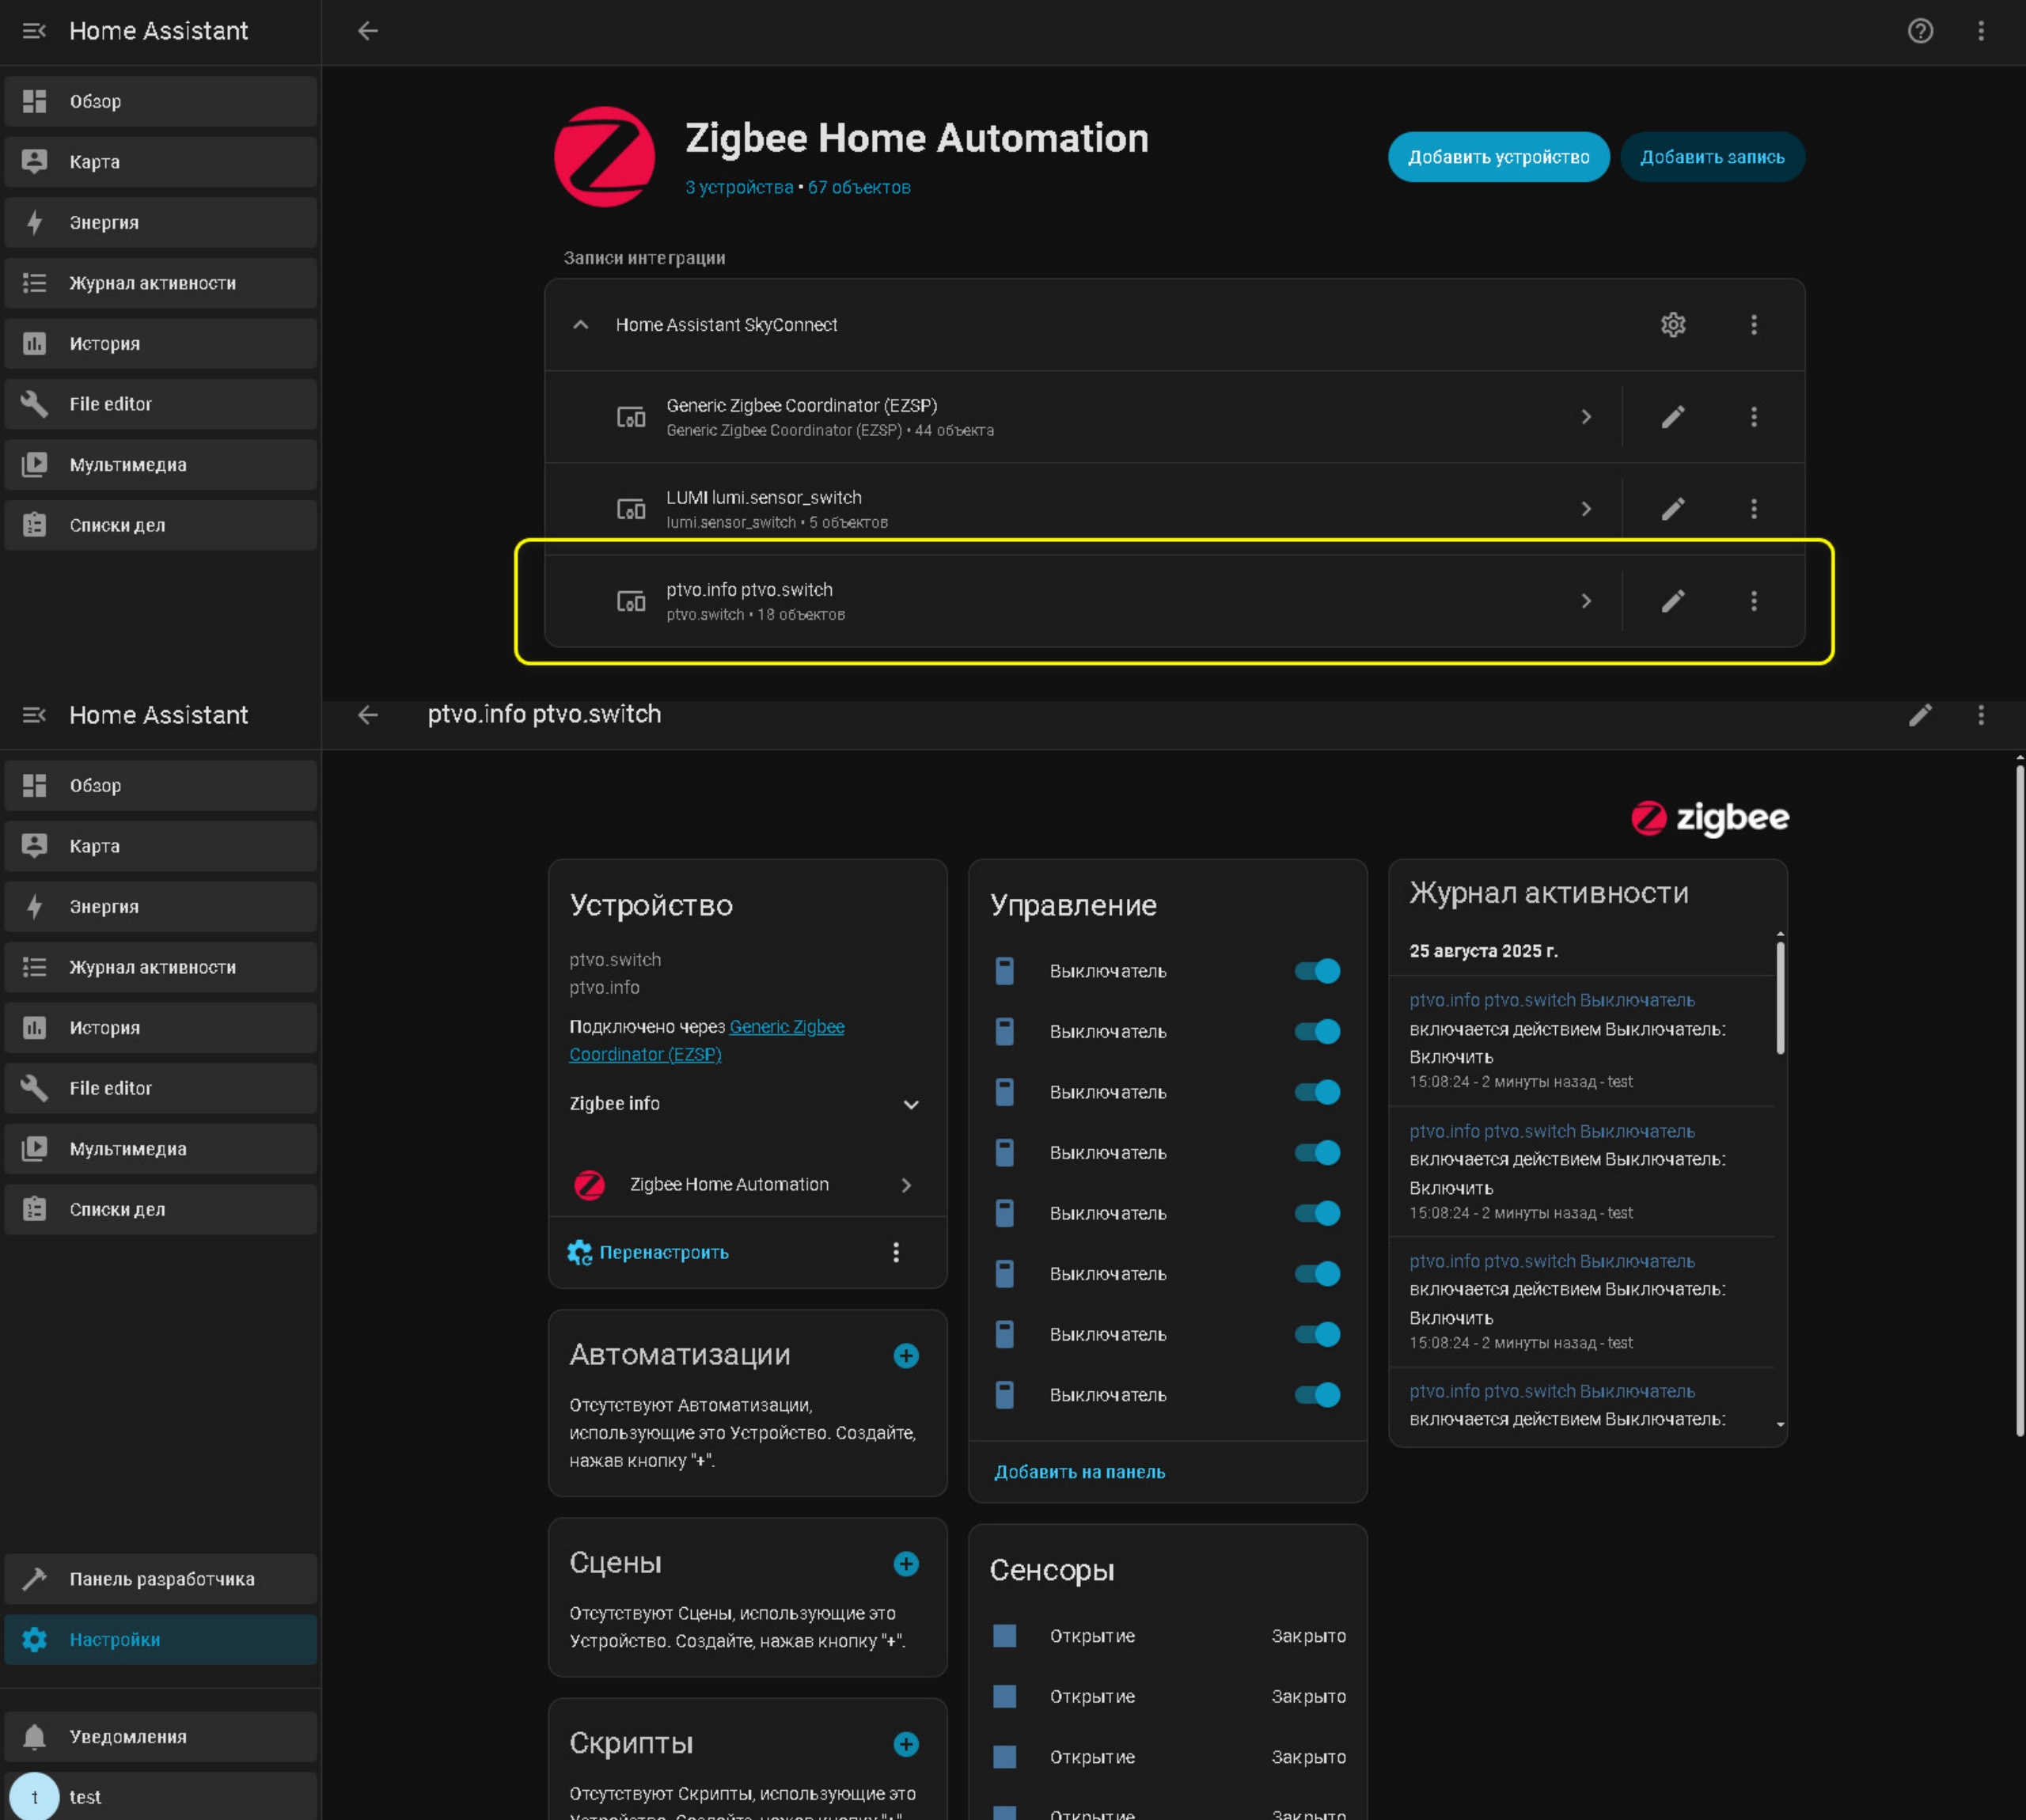 Home Assistant
Обзор
Карта
Энергия
Журнал активности
История
File editor
Мультимедиа
Списки дел
Zigbee Home Automation
3 устройства • 67 объектов
Добавить устройство
Добавить запись
Записи интеграции
Home Assistant SkyConnect
Generic Zigbee Coordinator (EZSP)
Generic Zigbee Coordinator (EZSP) • 44 объекта
LUMI lumi.sensor_switch
lumi.sensor_switch • 5 объектов
ptvo.info ptvo.switch
ptvo.switch • 18 объектов
Home Assistant
ptvo.info ptvo.switch
Обзор
Карта
Энергия
Журнал активности
История
File editor
Мультимедиа
Списки дел
Панель разработчика
Настройки
Уведомления
t
test
zigbee
Устройство
ptvo.switch
ptvo.info
Подключено через Generic Zigbee
Coordinator (EZSP)
Zigbee info
Zigbee Home Automation
Перенастроить
Автоматизации
Отсутствуют Автоматизации,
использующие это Устройство. Создайте,
нажав кнопку "+".
Сцены
Отсутствуют Сцены, использующие это
Устройство. Создайте, нажав кнопку "+".
Скрипты
Отсутствуют Скрипты, использующие это
Устройство. Создайте, нажав кнопку "+".
Управление
Выключатель
Выключатель
Выключатель
Выключатель
Выключатель
Выключатель
Выключатель
Выключатель
Добавить на панель
Сенсоры
Открытие Закрыто
Открытие Закрыто
Открытие Закрыто
Открытие Закрыто
Журнал активности
25 августа 2025 г.
ptvo.info ptvo.switch Выключатель
включается действием Выключатель:
Включить
15:08:24 - 2 минуты назад - test
ptvo.info ptvo.switch Выключатель
включается действием Выключатель:
Включить
15:08:24 - 2 минуты назад - test
ptvo.info ptvo.switch Выключатель
включается действием Выключатель:
Включить
15:08:24 - 2 минуты назад - test
ptvo.info ptvo.switch Выключатель
включается действием Выключатель: